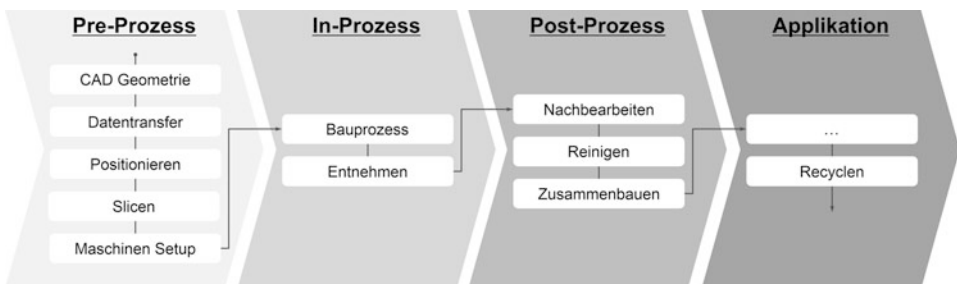 Pre-Prozess
CAD Geometrie
Datentransfer
Positionieren
Slicen
Maschinen Setup
In-Prozess
Bauprozess
Entnehmen
Post-Prozess
Nachbearbeiten
Reinigen
Zusammenbauen
Applikation
...
Recyclen